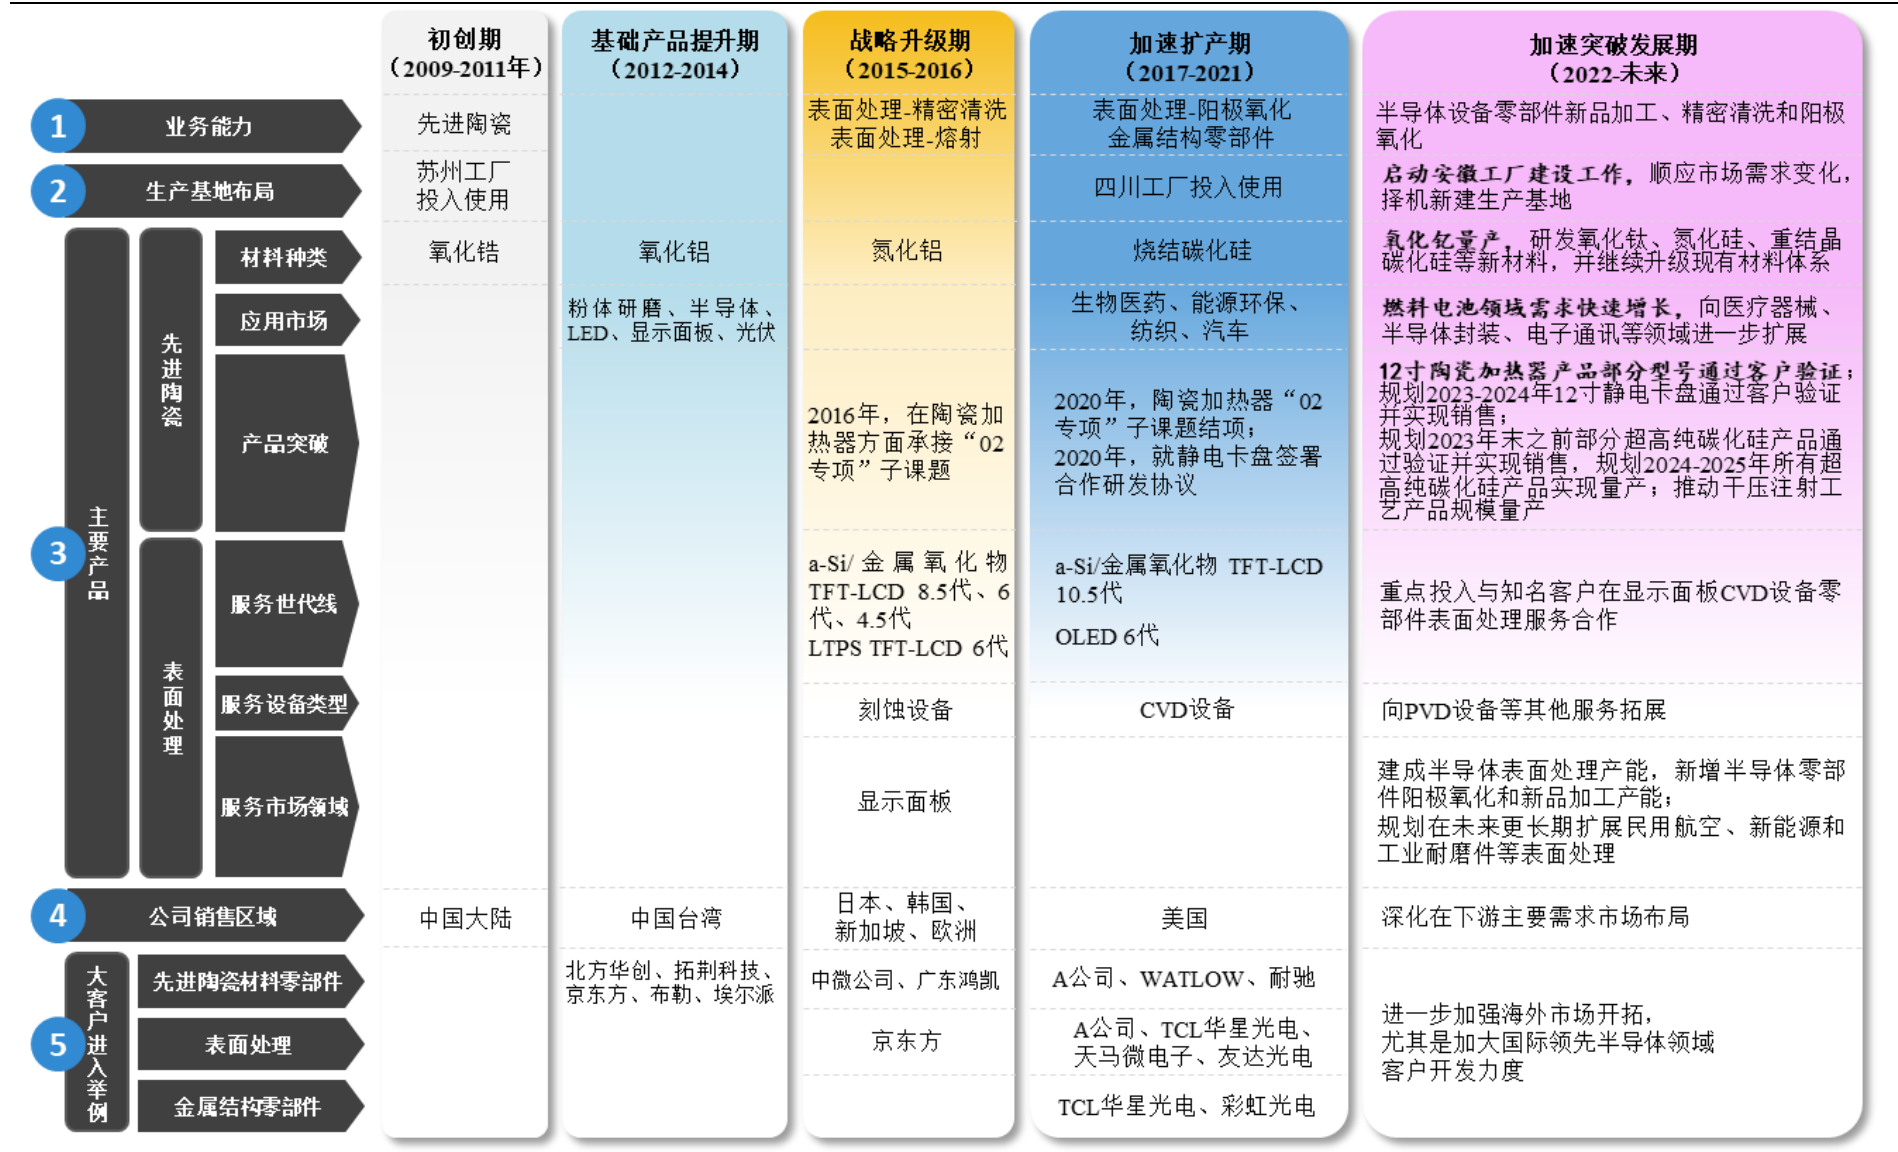 初创期
（2009-2011年）
基础产品提升期
（2012-2014）
战略升级期
（2015-2016）
加速扩产期
（2017-2021）
加速突破发展期
（2022-未来）
1
业务能力
先进陶瓷
表面处理-精密清洗
表面处理-熔射
表面处理-阳极氧化
金属结构零部件
半导体设备零部件新品加工、精密清洗和阳极
氧化
2
生产基地布局
苏州工厂
投入使用
四川工厂投入使用
启动安徽工厂建设工作，顺应市场需求变化，
择机新建生产基地
3
主要产品
先进陶瓷
材料种类
氧化锆
氧化铝
氮化铝
烧结碳化硅
氧化钇量产，研发氧化钛、氮化硅、重结晶
碳化硅等新材料，并继续升级现有材料体系
应用市场
粉体研磨、半导体、
LED、显示面板、光伏
生物医药、能源环保、
纺织、汽车
燃料电池领域需求快速增长，向医疗器械、
半导体封装、电子通讯等领域进一步扩展
产品突破
2016年，在陶瓷加
热器方面承接“02
专项”子课题
2020年，陶瓷加热器“02
专项”子课题结项；
2020年，就静电卡盘签署
合作研发协议
12寸陶瓷加热器产品部分型号通过客户验证；
规划2023-2024年12寸静电卡盘通过客户验证
并实现销售；
规划2023年末之前部分超高纯碳化硅产品通
过验证并实现销售，规划2024-2025年所有超
高纯碳化硅产品实现量产；推动干压注射工
艺产品规模量产
表面处理
服务世代线
a-Si/金属氧化物
TFT-LCD 8.5代、6
代、4.5代
LTPS TFT-LCD 6代
a-Si/金属氧化物 TFT-LCD
10.5代
OLED 6代
重点投入与知名客户在显示面板CVD设备零
部件表面处理服务合作
服务设备类型
刻蚀设备
CVD设备
向PVD设备等其他服务拓展
服务市场领域
显示面板
建成半导体表面处理产能，新增半导体零部
件阳极氧化和新品加工产能；
规划在未来更长期扩展民用航空、新能源和
工业耐磨件等表面处理
4
公司销售区域
中国大陆
中国台湾
日本、韩国、
新加坡、欧洲
美国
深化在下游主要需求市场布局
5
大客户进入举例
先进陶瓷材料零部件
北方华创、拓荆科技、
京东方、布勒、埃尔派
中微公司、广东鸿凯
A公司、WATLOW、耐驰
进一步加强海外市场开拓，
尤其是加大国际领先半导体领域
客户开发力度
表面处理
京东方
A公司、TCL华星光电、
天马微电子、友达光电
金属结构零部件
TCL华星光电、彩虹光电